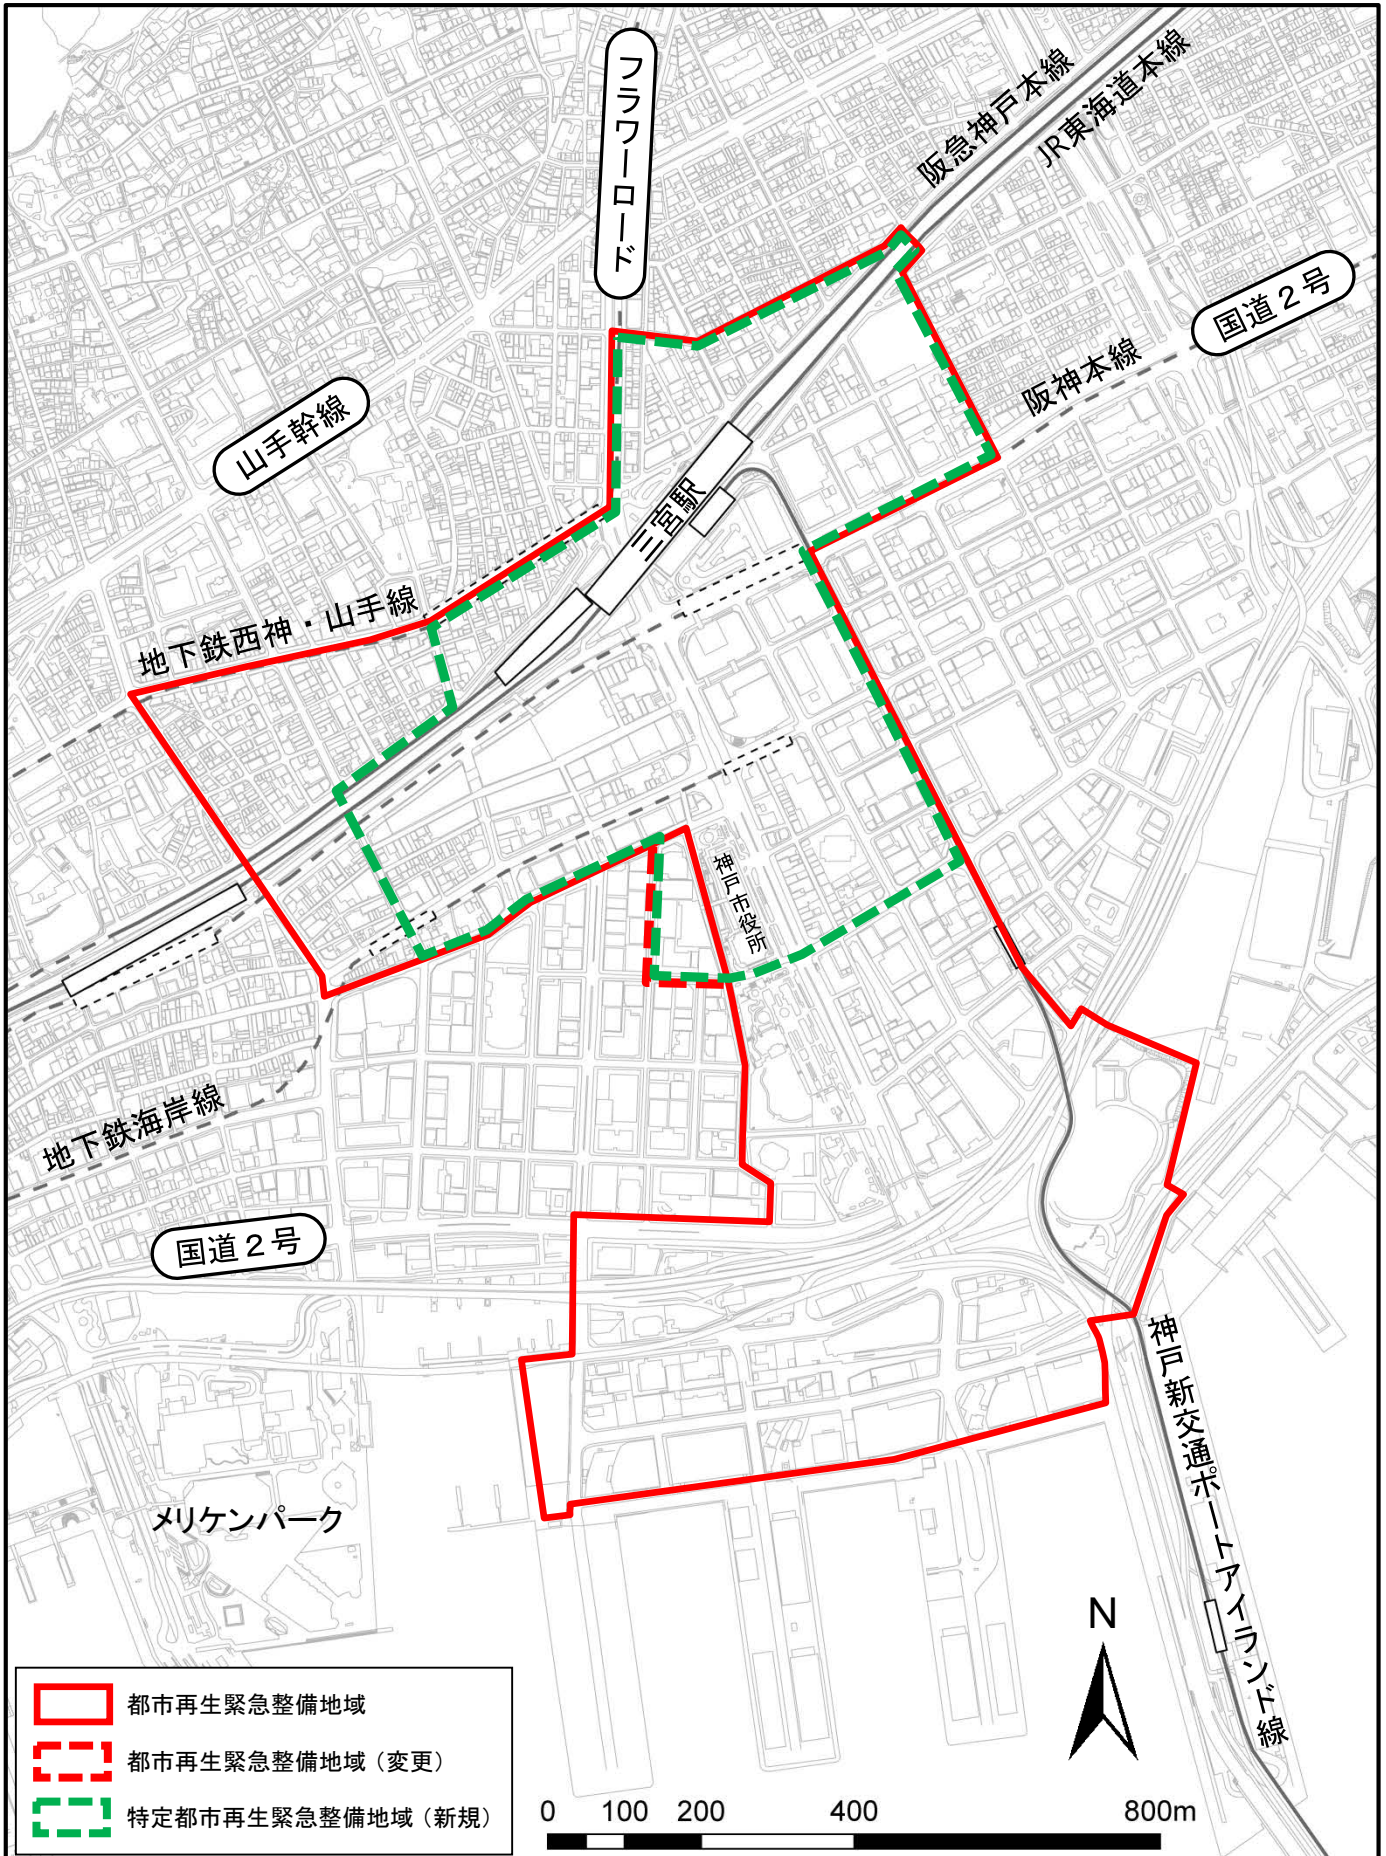 フラワーロード
阪急神戸本線
JR東海道本線
国道２号
阪神本線
山手幹線
三宮駅
地下鉄西神・山手線
神戸市役所
地下鉄海岸線
国道２号
神戸新交通ポートアイランド線
メリケンパーク
N
都市再生緊急整備地域
都市再生緊急整備地域（変更）
特定都市再生緊急整備地域（新規）
0 100 200 400 800m